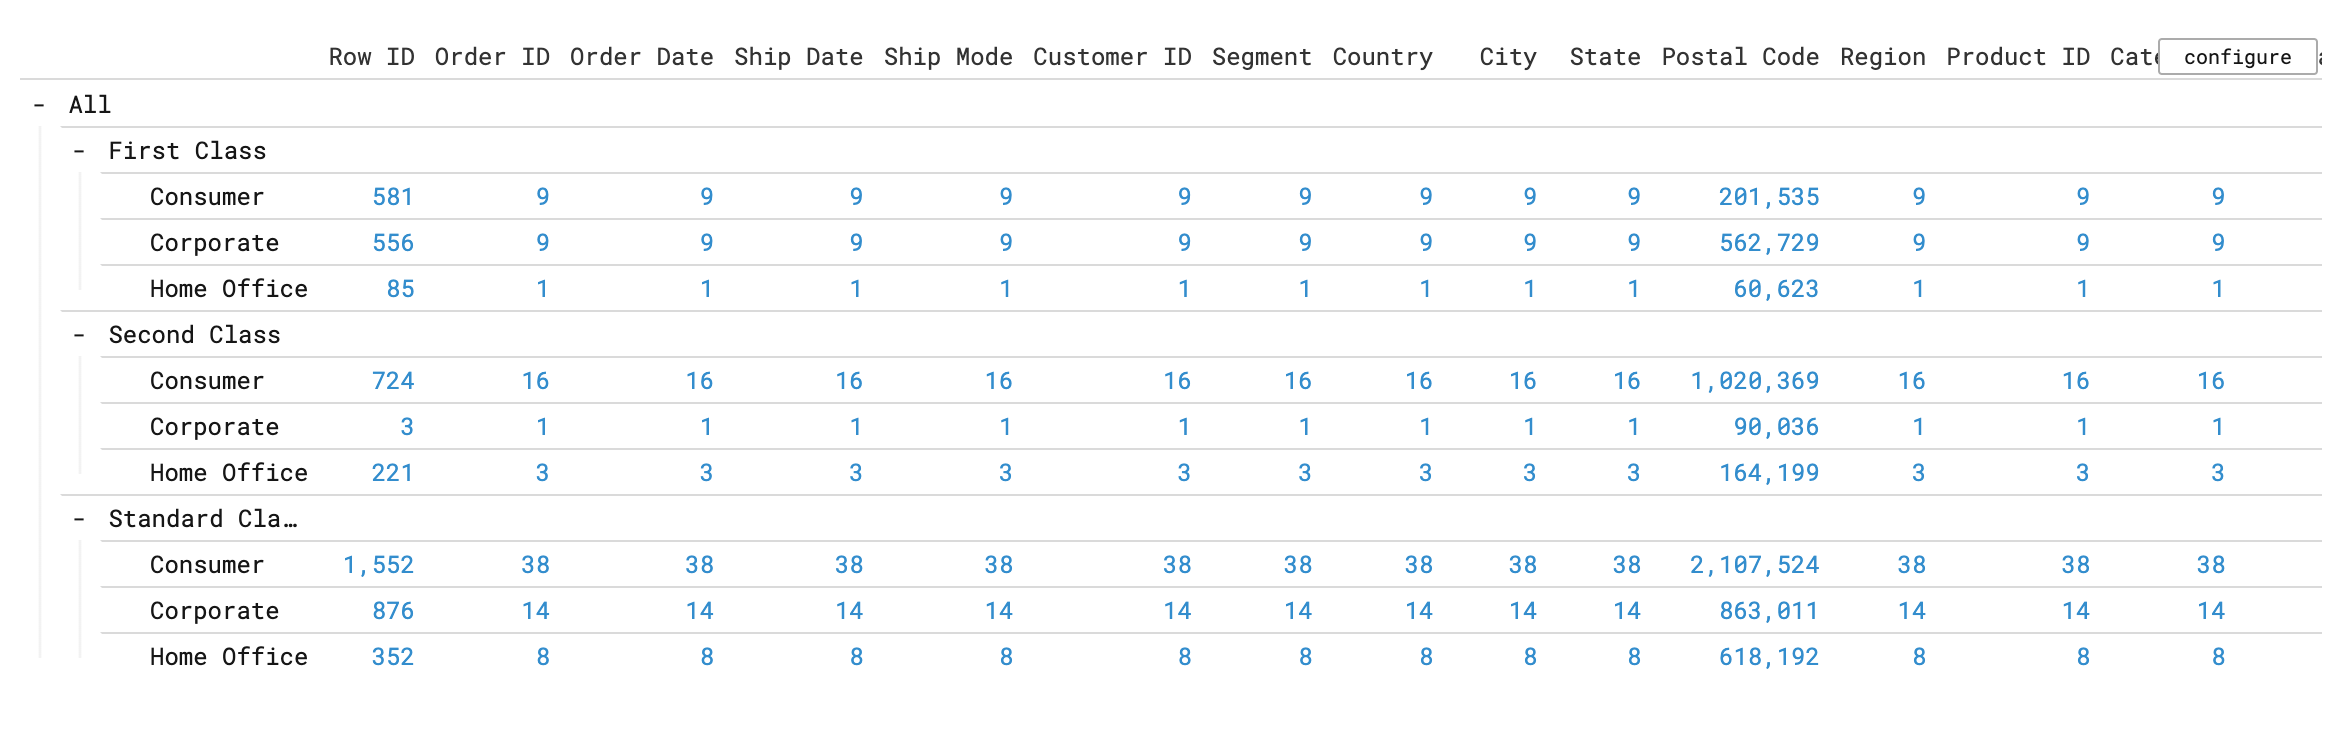 Row ID Order ID Order Date Ship Date Ship Mode Customer ID Segment Country City State Postal Code Region Product ID Cate configure
- All
- First Class
Consumer 581 9 9 9 9 9 9 9 9 9 201,535 9 9 9
Corporate 556 9 9 9 9 9 9 9 9 9 562,729 9 9 9
Home Office 85 1 1 1 1 1 1 1 1 1 60,623 1 1 1
- Second Class
Consumer 724 16 16 16 16 16 16 16 16 16 1,020,369 16 16 16
Corporate 3 1 1 1 1 1 1 1 1 1 90,036 1 1 1
Home Office 221 3 3 3 3 3 3 3 3 3 164,199 3 3 3
- Standard Cla…
Consumer 1,552 38 38 38 38 38 38 38 38 38 2,107,524 38 38 38
Corporate 876 14 14 14 14 14 14 14 14 14 863,011 14 14 14
Home Office 352 8 8 8 8 8 8 8 8 8 618,192 8 8 8